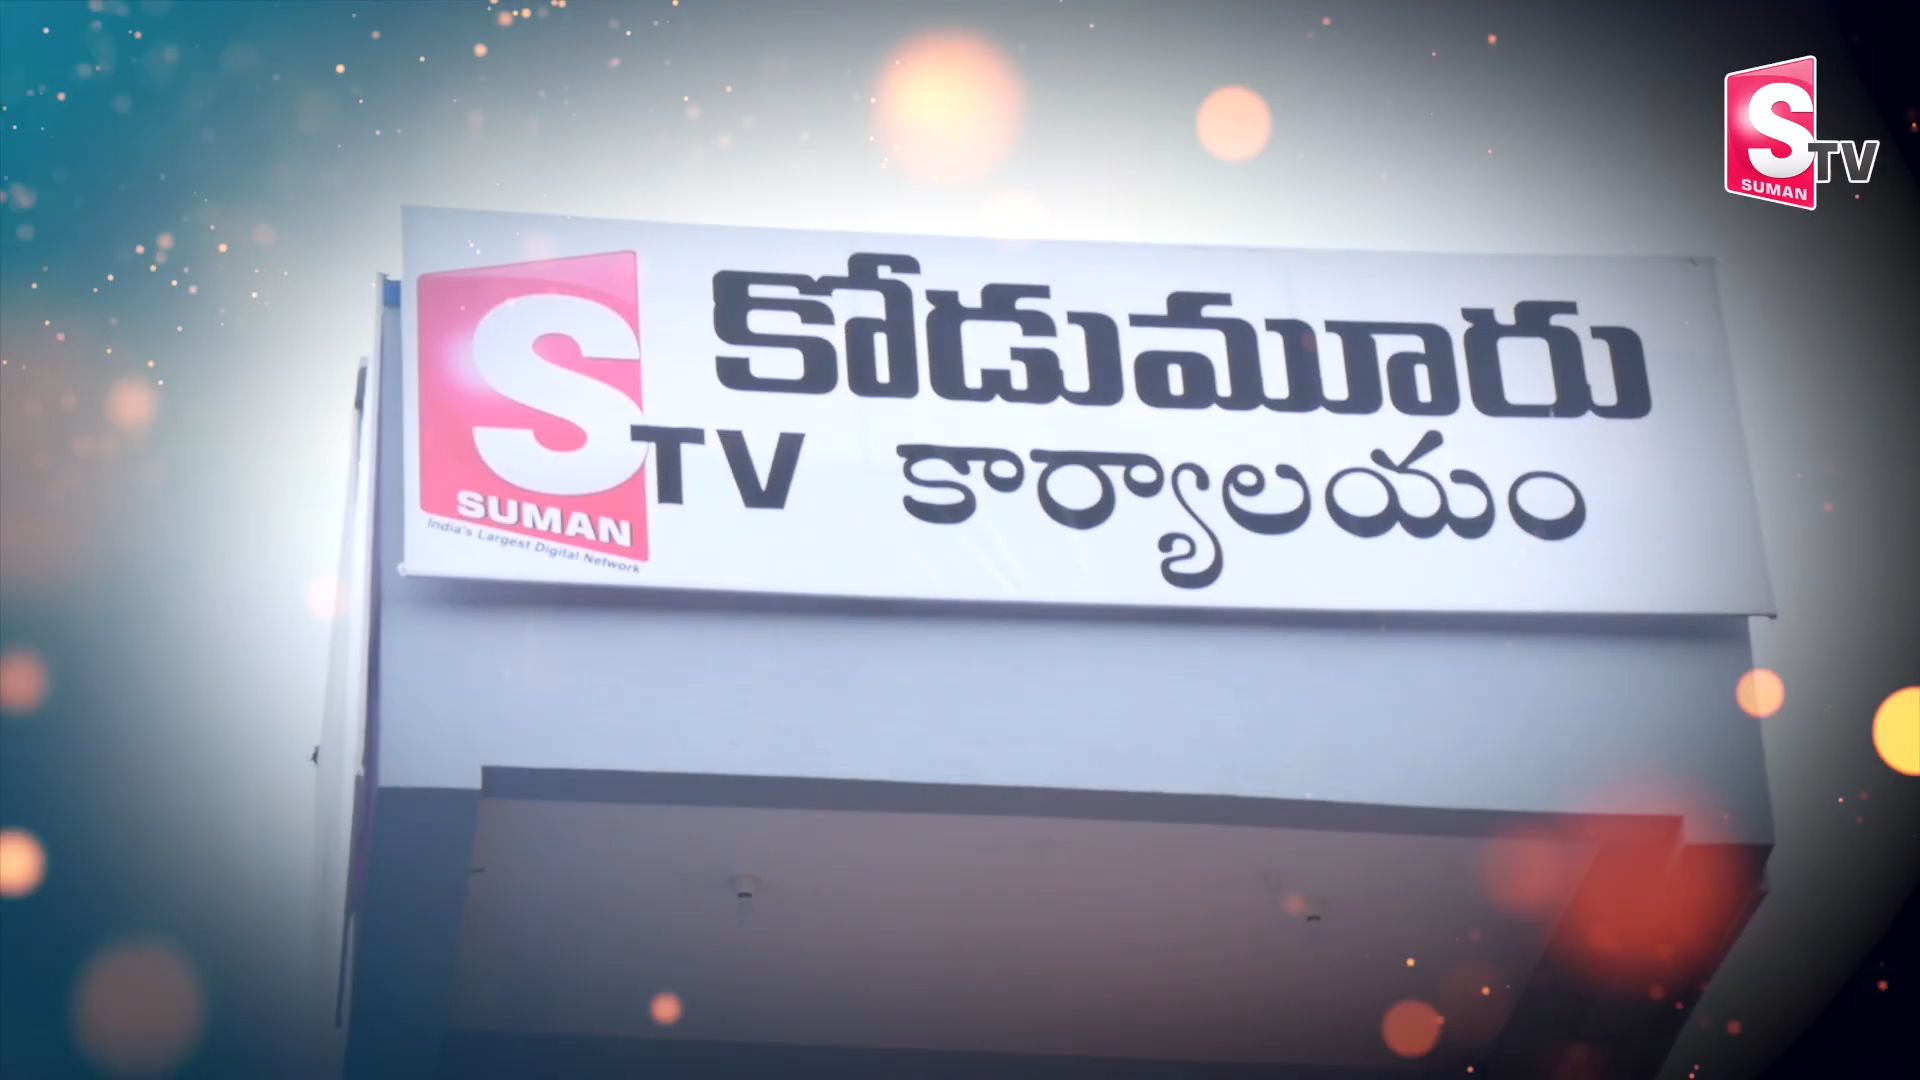 S TV
SUMAN
కోడుమూరు
S TV కార్యాలయం
SUMAN
India's Largest Digital Network